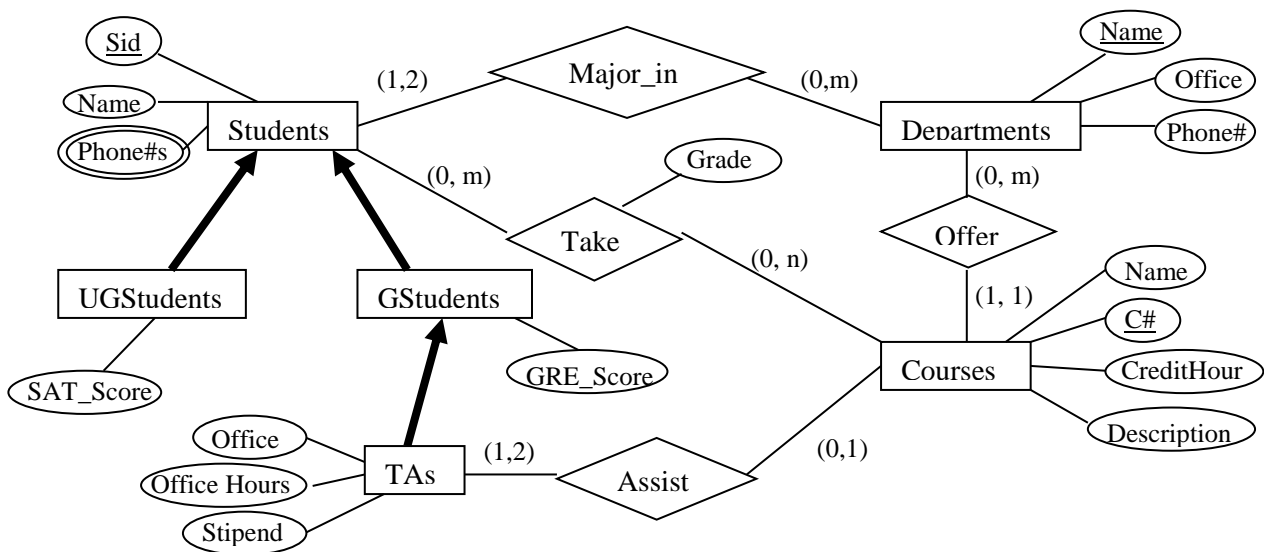 Sid
Name
(1,2)
Major_in
(0,m)
Office
Name
Students
Departments
Phone#s
Phone#
Grade
(0, m)
(0, m)
Take
Offer
(0, n)
Name
UGStudents
GStudents
(1, 1)
C#
SAT_Score
GRE_Score
Courses
CreditHour
Office
Description
(1,2)
(0,1)
Office Hours
TAs
Assist
Stipend